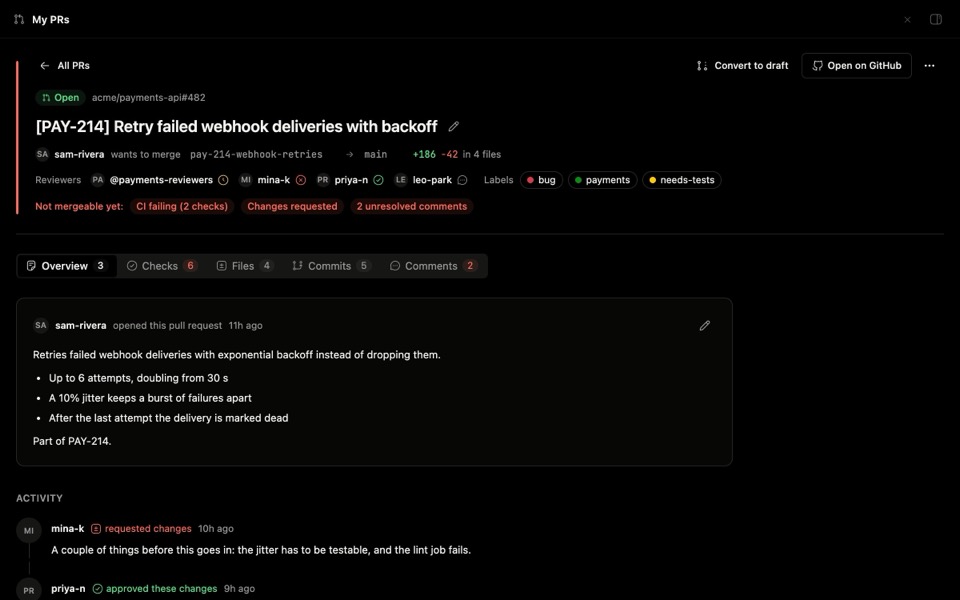 My PRs
All PRs
Convert to draft
Open on GitHub
Open acme/payments-api#482
[PAY-214] Retry failed webhook deliveries with backoff
SA sam-rivera wants to merge pay-214-webhook-retries → main +186 -42 in 4 files
Reviewers PA @payments-reviewers MI mina-k PR priya-n LE leo-park Labels bug payments needs-tests
Not mergeable yet: CI failing (2 checks) Changes requested 2 unresolved comments
Overview 3 Checks 6 Files 4 Commits 5 Comments 2
SA sam-rivera opened this pull request 11h ago
Retries failed webhook deliveries with exponential backoff instead of dropping them.
• Up to 6 attempts, doubling from 30 s
• A 10% jitter keeps a burst of failures apart
• After the last attempt the delivery is marked dead
Part of PAY-214.
ACTIVITY
MI mina-k requested changes 10h ago
A couple of things before this goes in: the jitter has to be testable, and the lint job fails.
PR priya-n approved these changes 9h ago